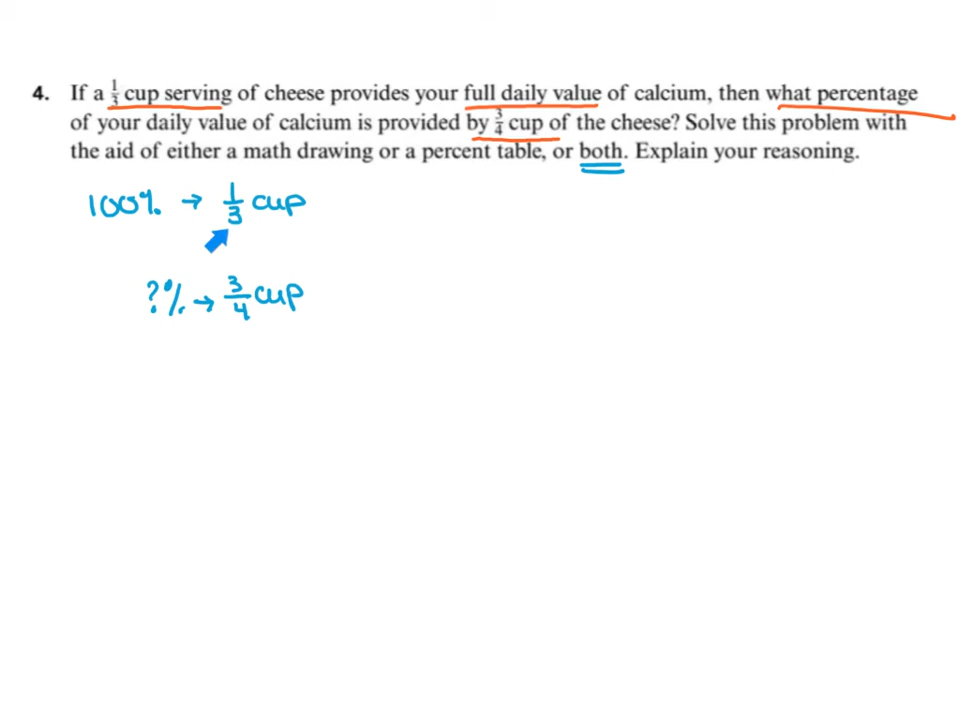 4. If a 1/3 cup serving of cheese provides your full daily value of calcium, then what percentage
of your daily value of calcium is provided by 3/4 cup of the cheese? Solve this problem with
the aid of either a math drawing or a percent table, or both. Explain your reasoning.
100% → 1/3 cup
?% → 3/4 cup